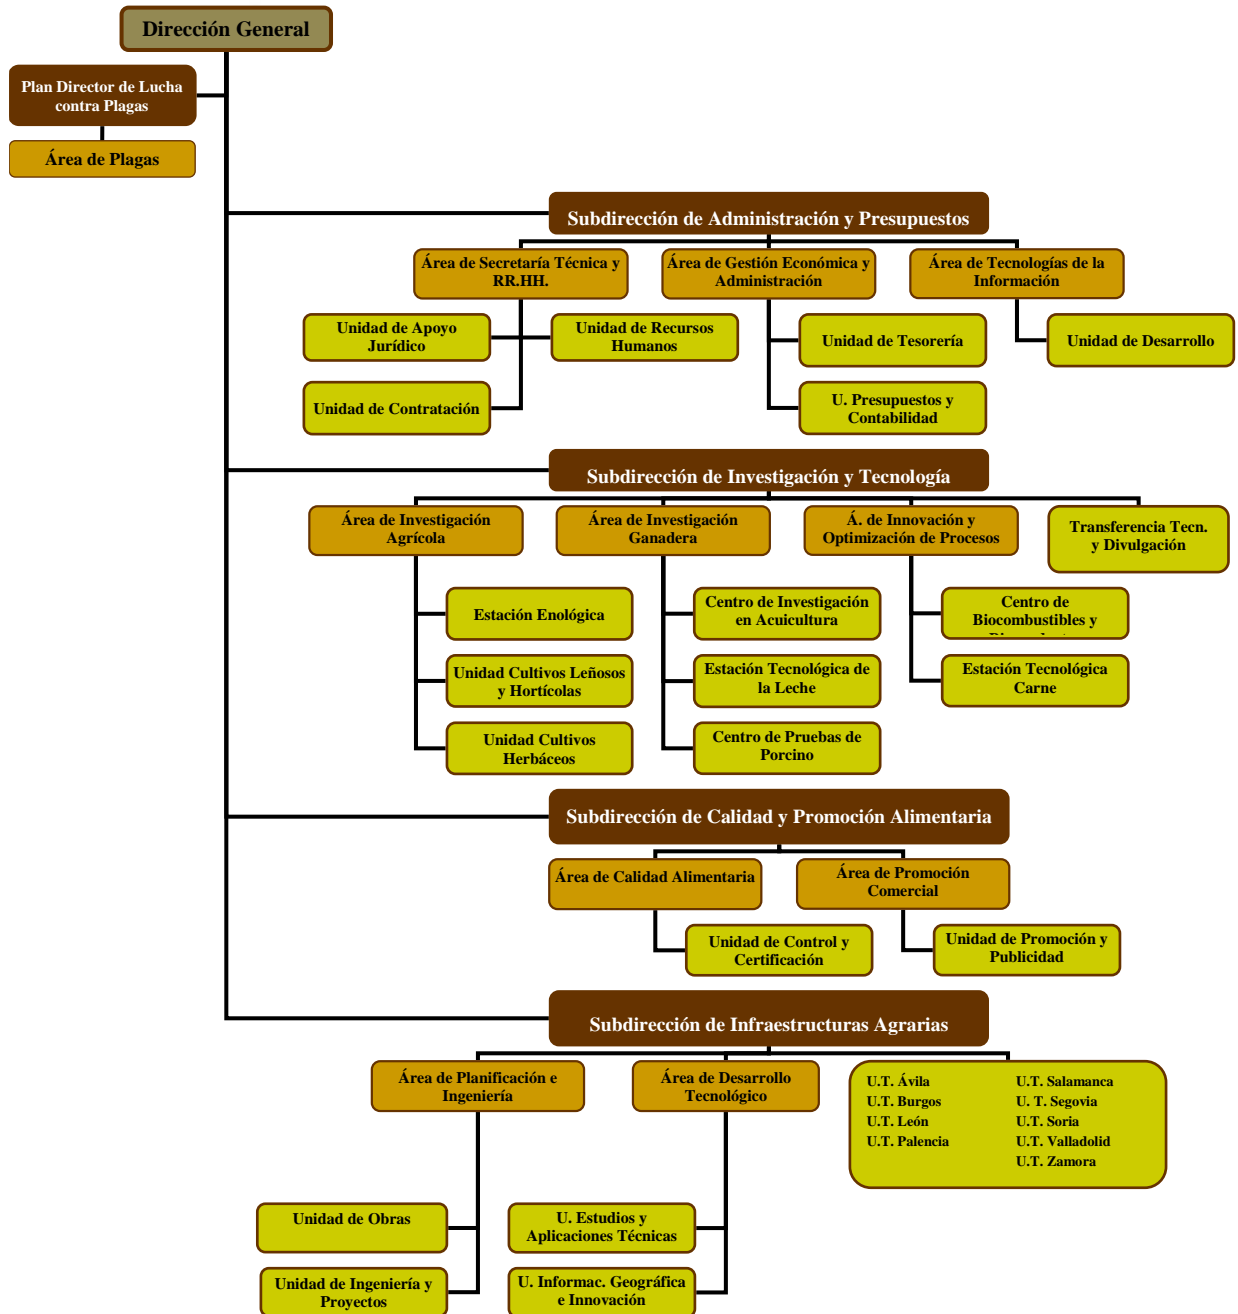 Dirección General
Plan Director de Lucha
contra Plagas
Área de Plagas
Subdirección de Administración y Presupuestos
Área de Secretaría Técnica y
RR.HH.
Área de Gestión Económica y
Administración
Área de Tecnologías de la
Información
Unidad de Apoyo
Jurídico
Unidad de Recursos
Humanos
Unidad de Tesorería
Unidad de Desarrollo
Unidad de Contratación
U. Presupuestos y
Contabilidad
Subdirección de Investigación y Tecnología
Área de Investigación
Agrícola
Área de Investigación
Ganadera
Á. de Innovación y
Optimización de Procesos
Transferencia Tecn.
y Divulgación
Estación Enológica
Centro de Investigación
en Acuicultura
Centro de
Biocombustibles y
Unidad Cultivos Leñosos
y Hortícolas
Estación Tecnológica de
la Leche
Estación Tecnológica
Carne
Unidad Cultivos
Herbáceos
Centro de Pruebas de
Porcino
Subdirección de Calidad y Promoción Alimentaria
Área de Calidad Alimentaria
Área de Promoción
Comercial
Unidad de Control y
Certificación
Unidad de Promoción y
Publicidad
Subdirección de Infraestructuras Agrarias
Área de Planificación e
Ingeniería
Área de Desarrollo
Tecnológico
U.T. Ávila
U.T. Burgos
U.T. León
U.T. Palencia
U.T. Salamanca
U. T. Segovia
U.T. Soria
U.T. Valladolid
U.T. Zamora
Unidad de Obras
U. Estudios y
Aplicaciones Técnicas
Unidad de Ingeniería y
Proyectos
U. Informac. Geográfica
e Innovación